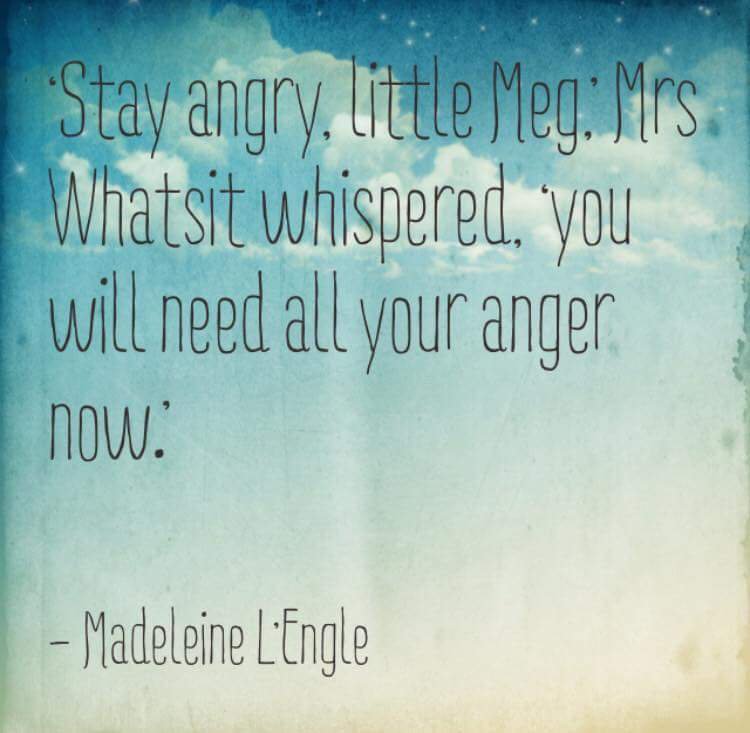 ‘Stay angry, little Meg,’ Mrs
Whatsit whispered, ‘you
will need all your anger
now.’
– Madeleine L'Engle